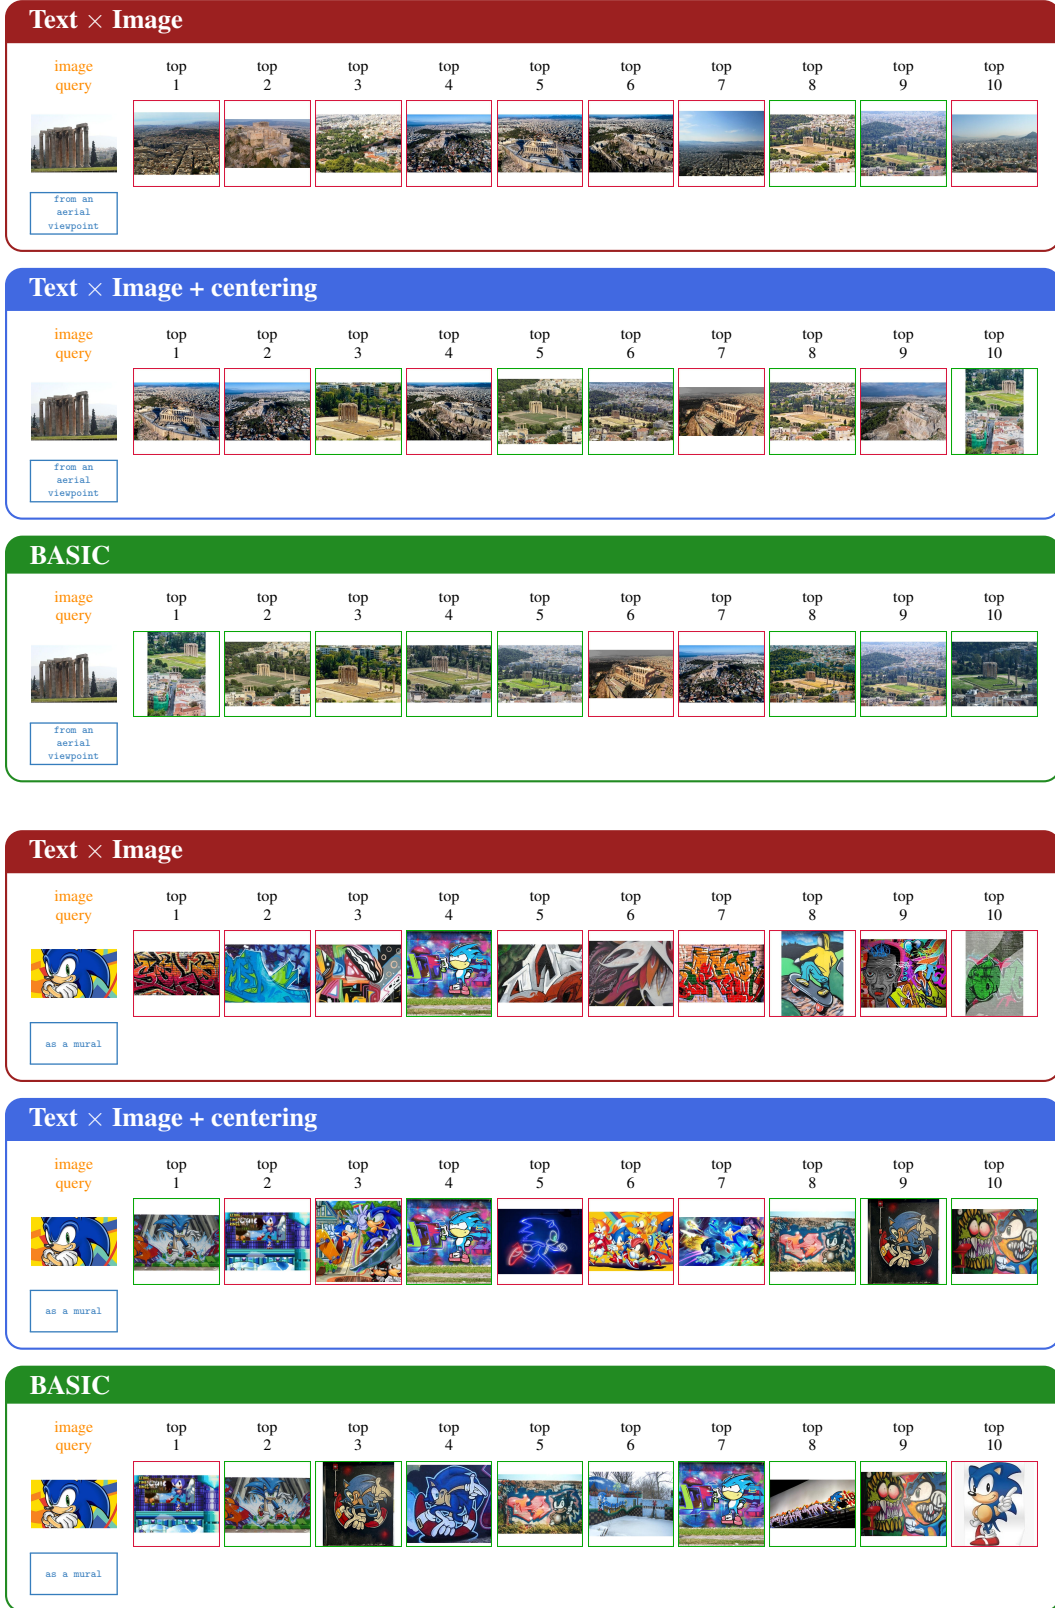 Text × Image
image query
top 1
top 2
top 3
top 4
top 5
top 6
top 7
top 8
top 9
top 10
from an
aerial
viewpoint
Text × Image + centering
image query
top 1
top 2
top 3
top 4
top 5
top 6
top 7
top 8
top 9
top 10
from an
aerial
viewpoint
BASIC
image query
top 1
top 2
top 3
top 4
top 5
top 6
top 7
top 8
top 9
top 10
from an
aerial
viewpoint
Text × Image
image query
top 1
top 2
top 3
top 4
top 5
top 6
top 7
top 8
top 9
top 10
as a mural
Text × Image + centering
image query
top 1
top 2
top 3
top 4
top 5
top 6
top 7
top 8
top 9
top 10
as a mural
BASIC
image query
top 1
top 2
top 3
top 4
top 5
top 6
top 7
top 8
top 9
top 10
as a mural